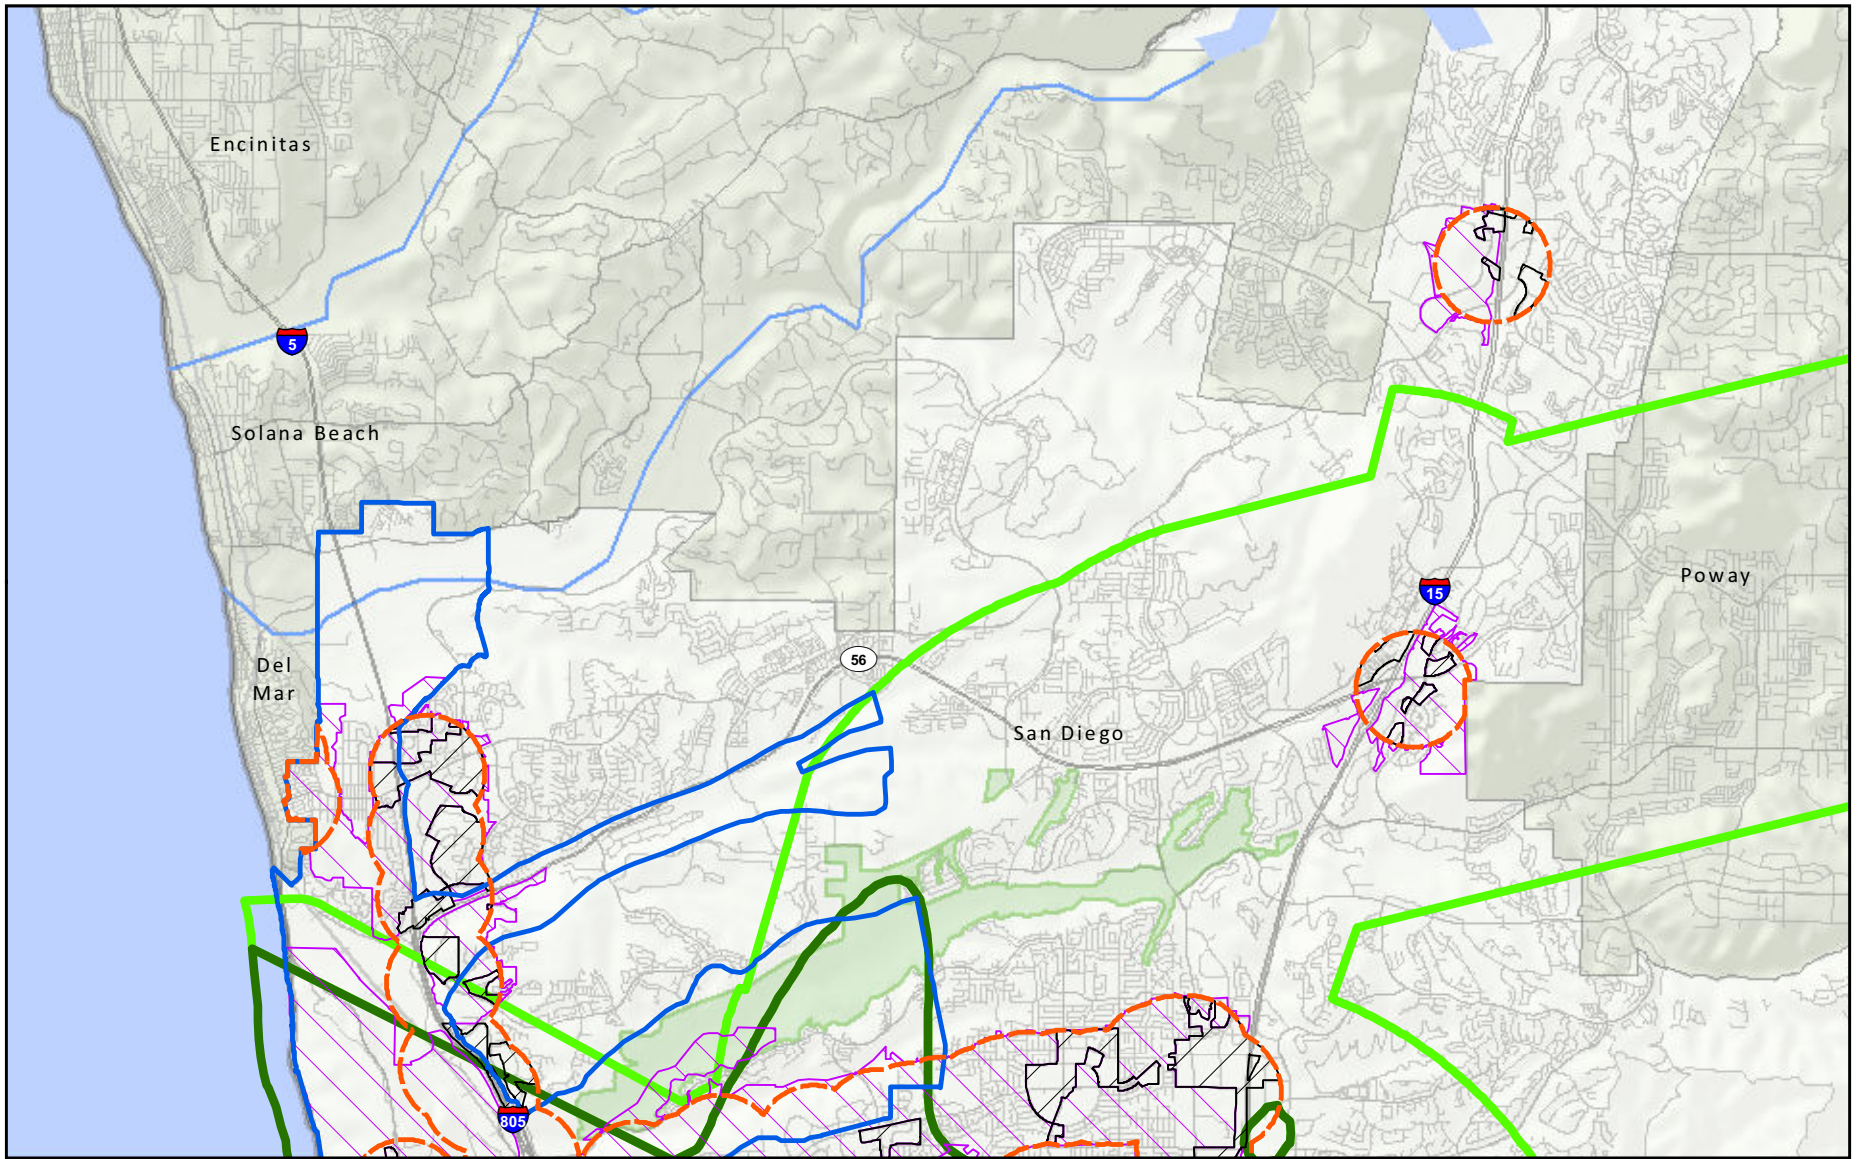 Encinitas
5
Solana Beach
15
Poway
56
Del
Mar
San Diego
805